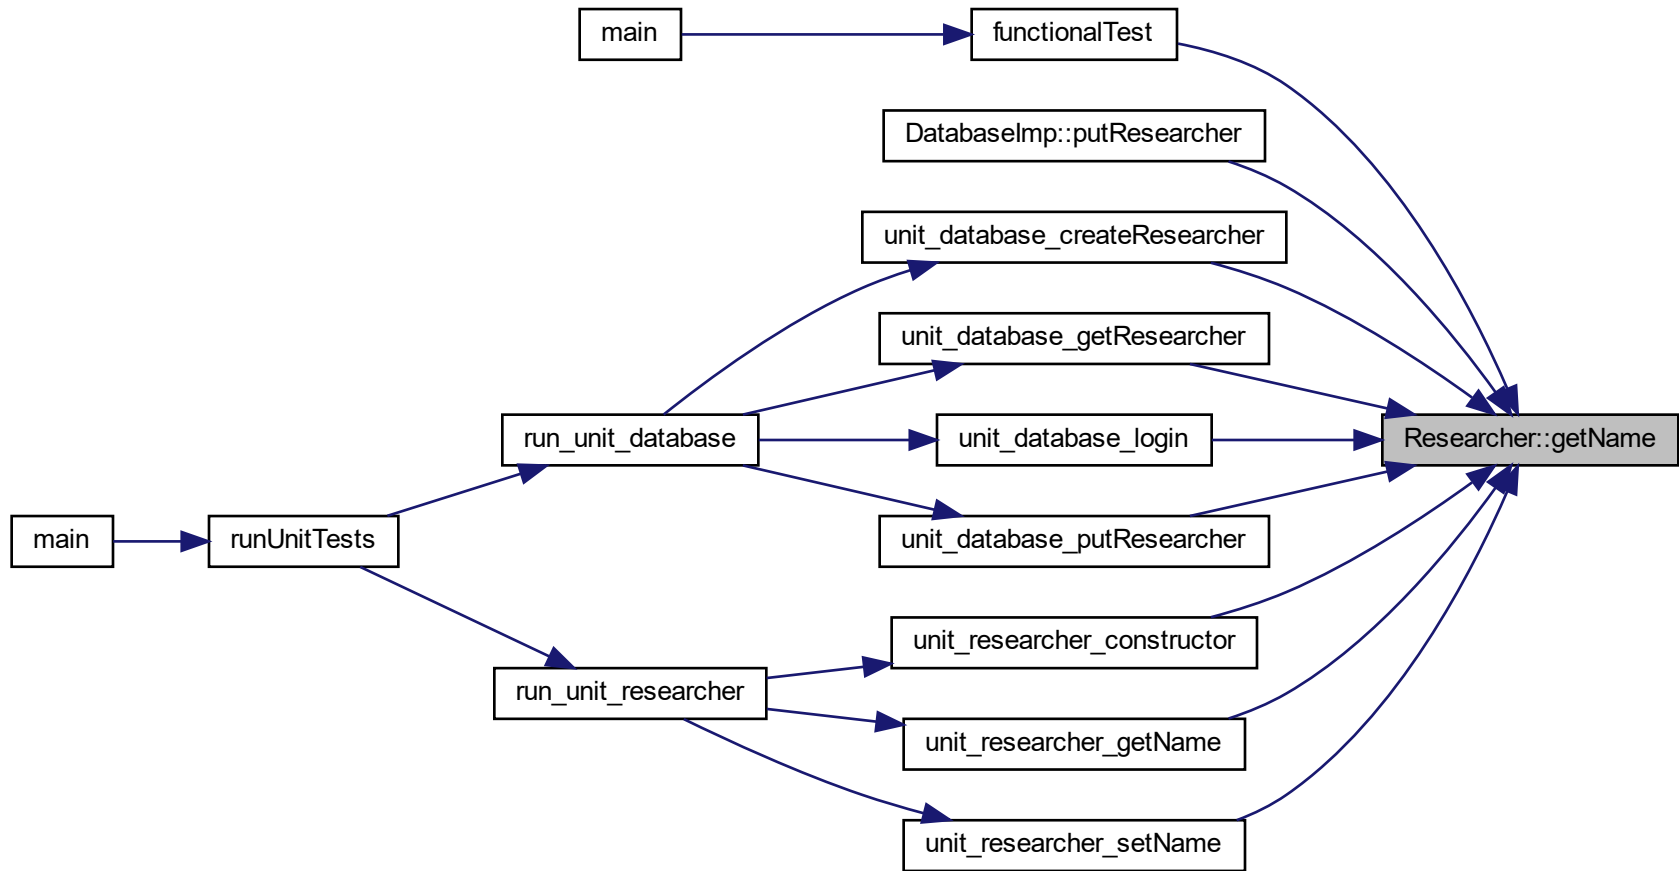 main
functionalTest
DatabaseImp::putResearcher
unit_database_createResearcher
unit_database_getResearcher
run_unit_database
unit_database_login
Researcher::getName
main
runUnitTests
unit_database_putResearcher
unit_researcher_constructor
run_unit_researcher
unit_researcher_getName
unit_researcher_setName